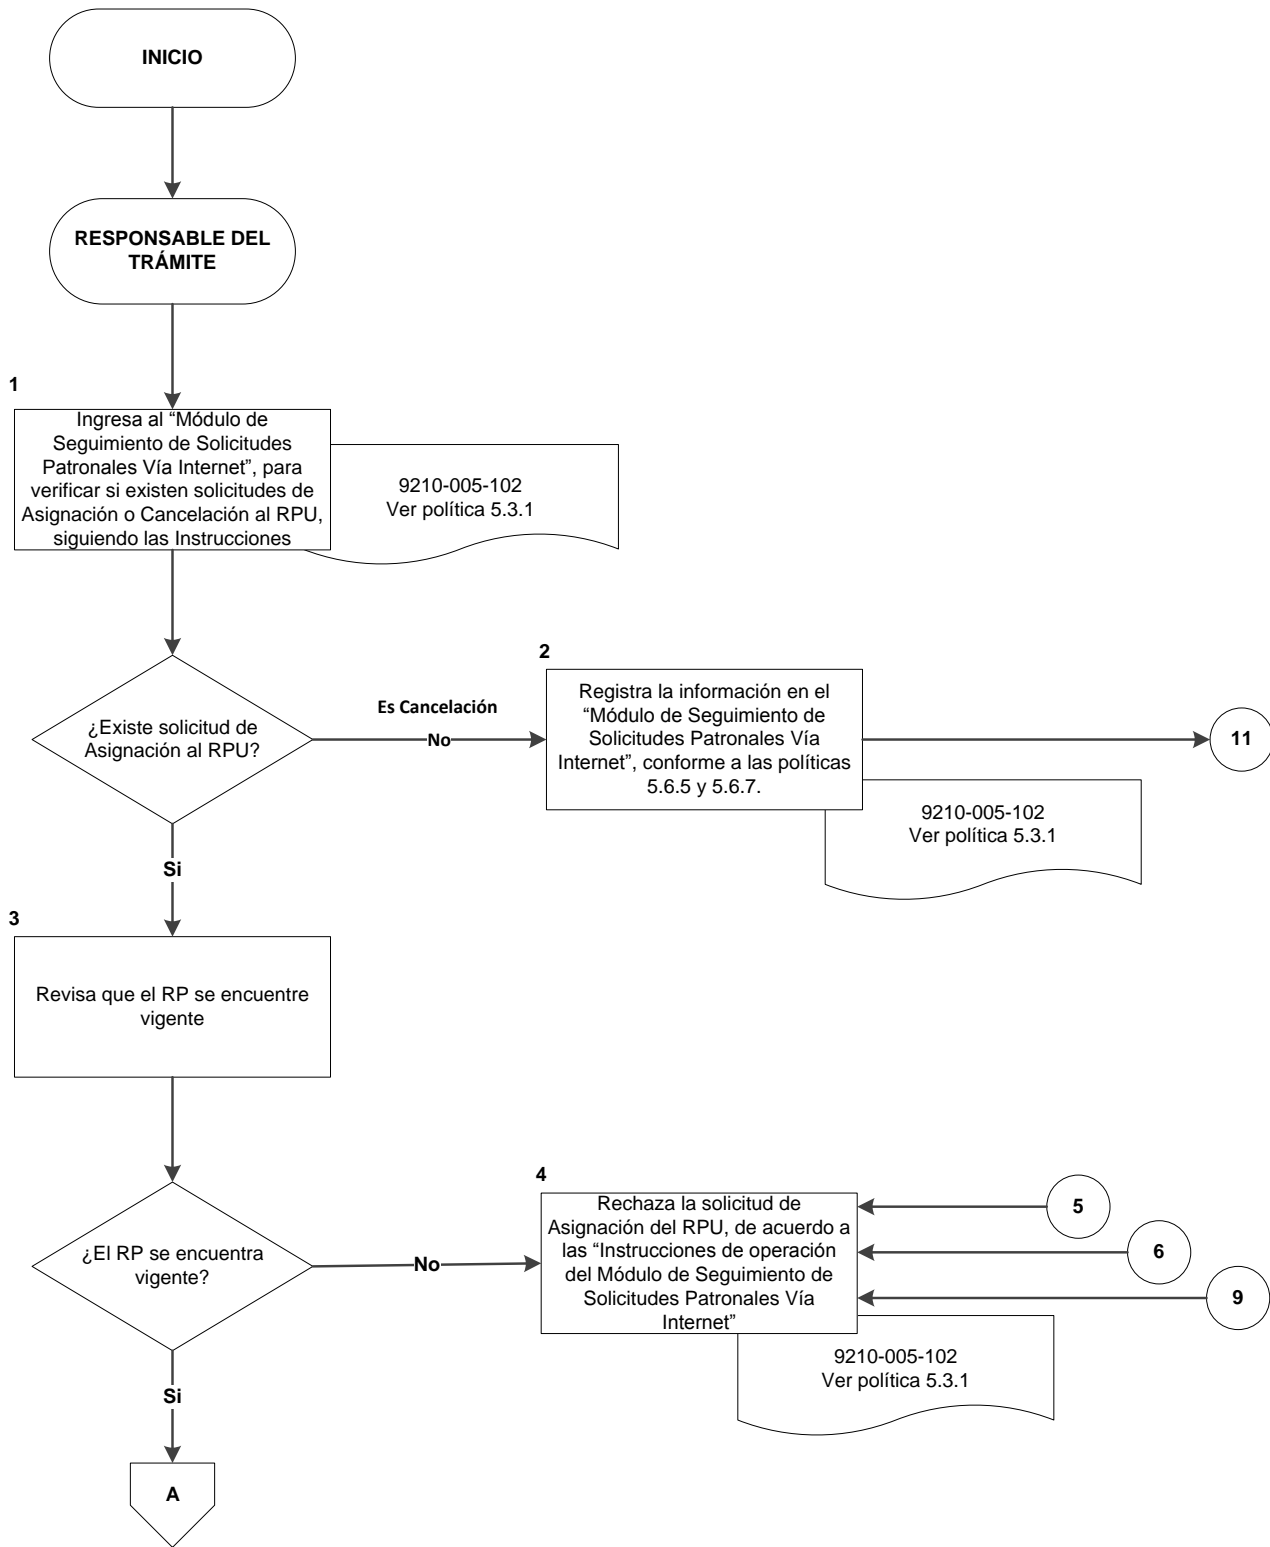 INICIO
RESPONSABLE DEL
TRÁMITE
1
Ingresa al “Módulo de
Seguimiento de Solicitudes
Patronales Vía Internet”, para
verificar si existen solicitudes de
Asignación o Cancelación al RPU,
siguiendo las Instrucciones
9210-005-102
Ver política 5.3.1
¿Existe solicitud de
Asignación al RPU?
Es Cancelación
No
2
Registra la información en el
“Módulo de Seguimiento de
Solicitudes Patronales Vía
Internet”, conforme a las políticas
5.6.5 y 5.6.7.
11
9210-005-102
Ver política 5.3.1
Si
3
Revisa que el RP se encuentre
vigente
¿El RP se encuentra
vigente?
No
4
Rechaza la solicitud de
Asignación del RPU, de acuerdo a
las “Instrucciones de operación
del Módulo de Seguimiento de
Solicitudes Patronales Vía
Internet”
5
6
9
9210-005-102
Ver política 5.3.1
Si
A